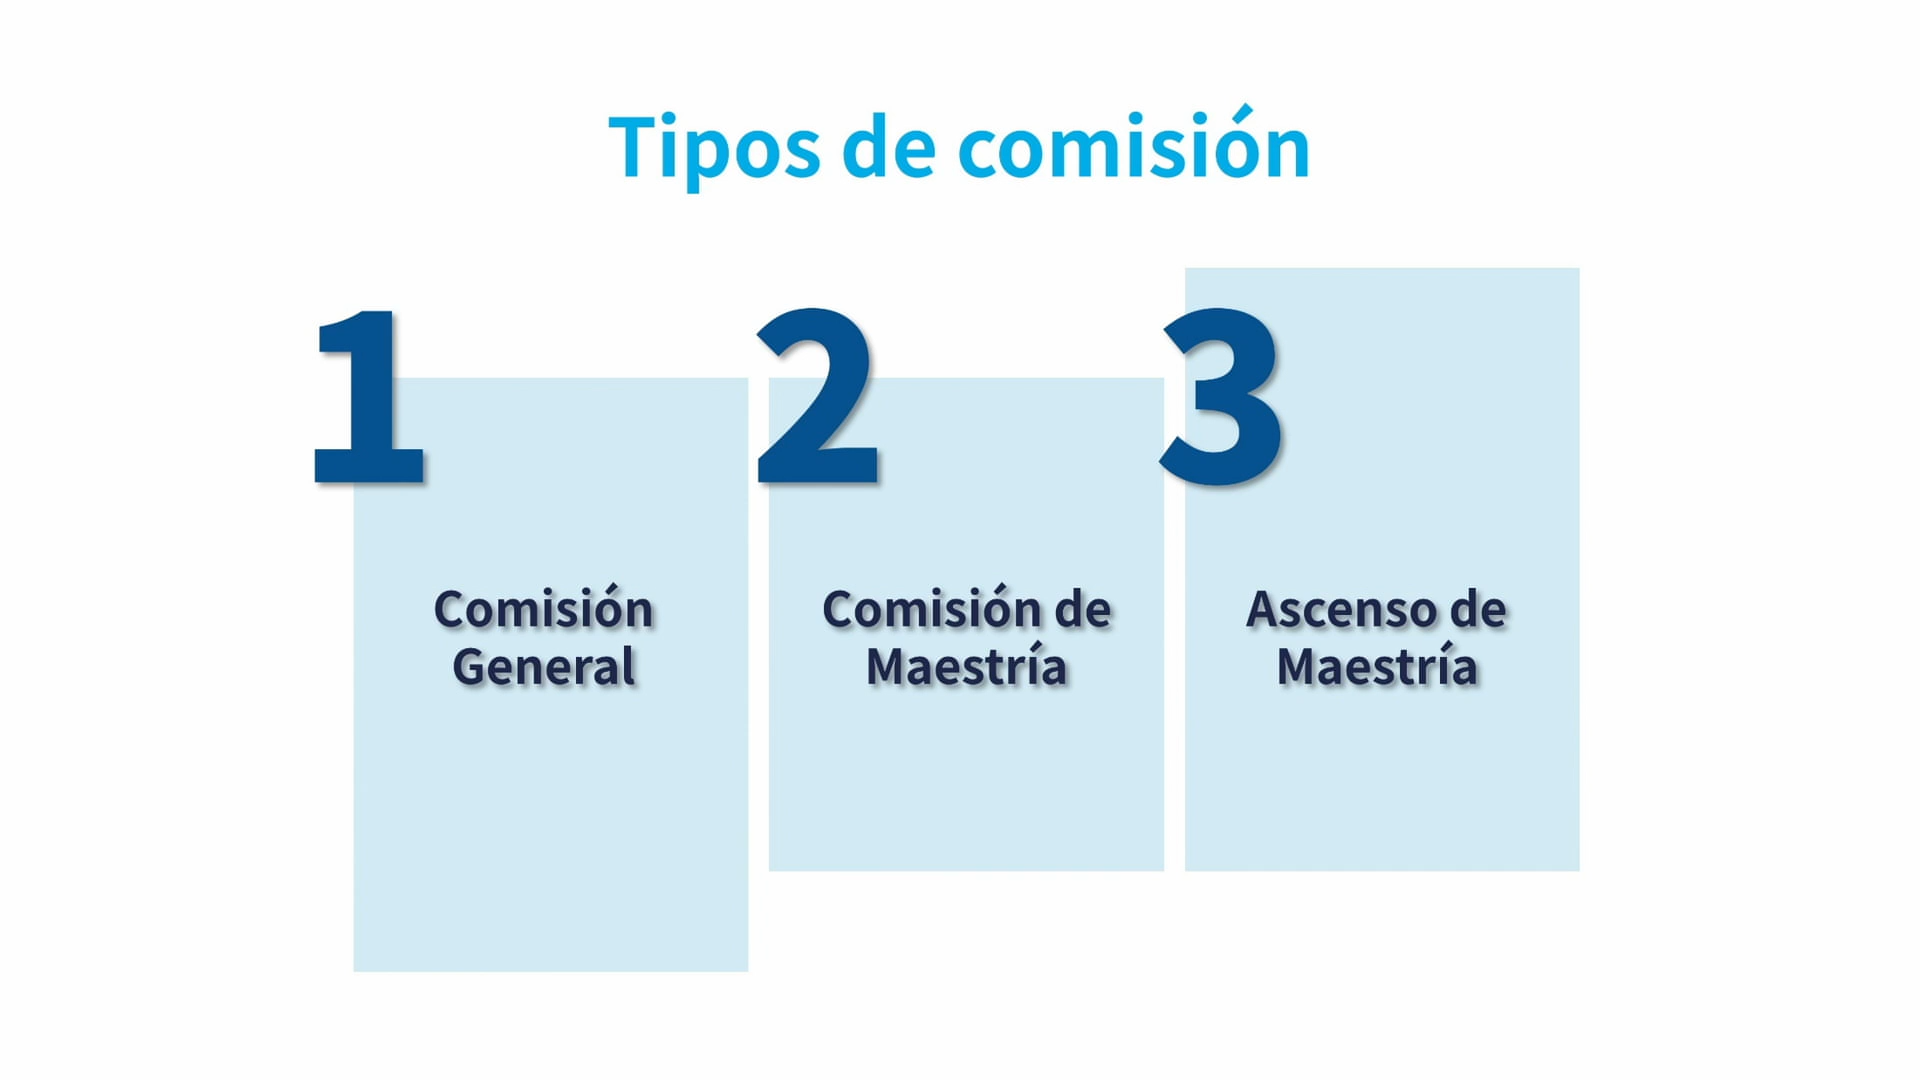 Tipos de comisión
1
Comisión
General
2
Comisión de
Maestría
3
Ascenso de
Maestría